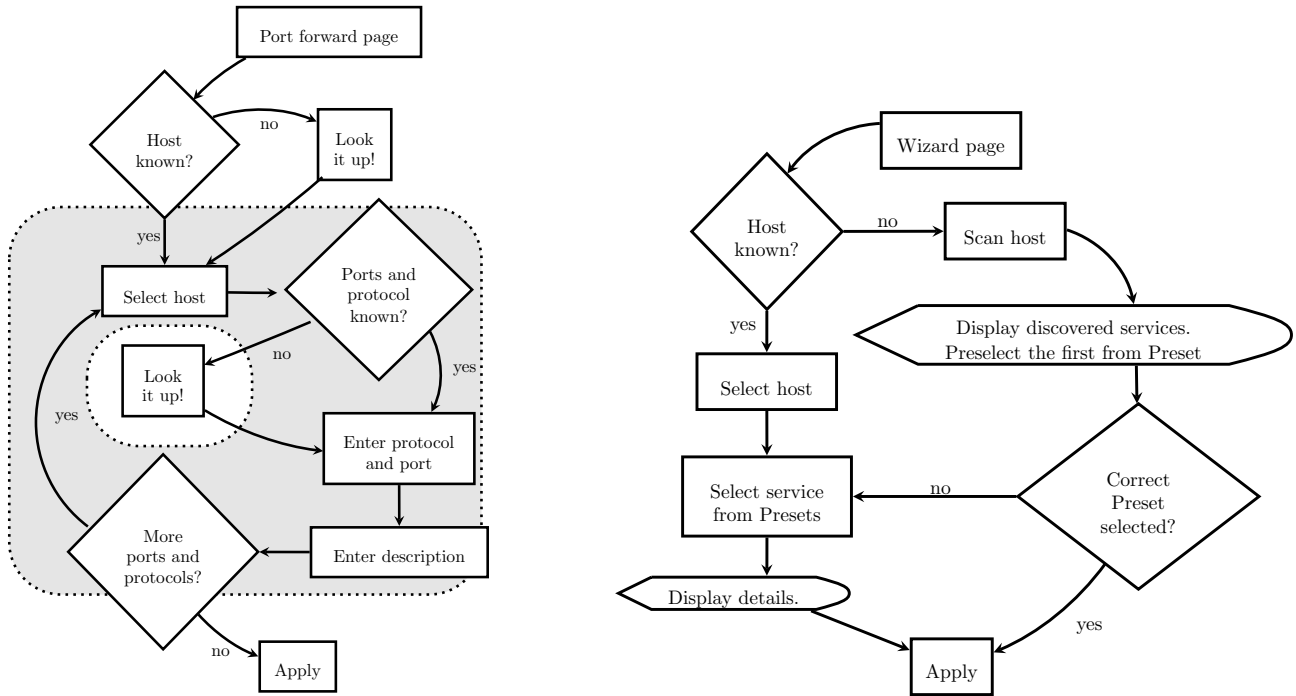 Port forward page
Host
known?
no
Look
it up!
yes
Select host
Ports and
protocol
known?
no
yes
Look
it up!
yes
Enter protocol
and port
More
ports and
protocols?
Enter description
no
Apply
Wizard page
Host
known?
no
Scan host
yes
Display discovered services.
Preselect the first from Preset
Select host
Select service
from Presets
no
Correct
Preset
selected?
Display details.
yes
Apply